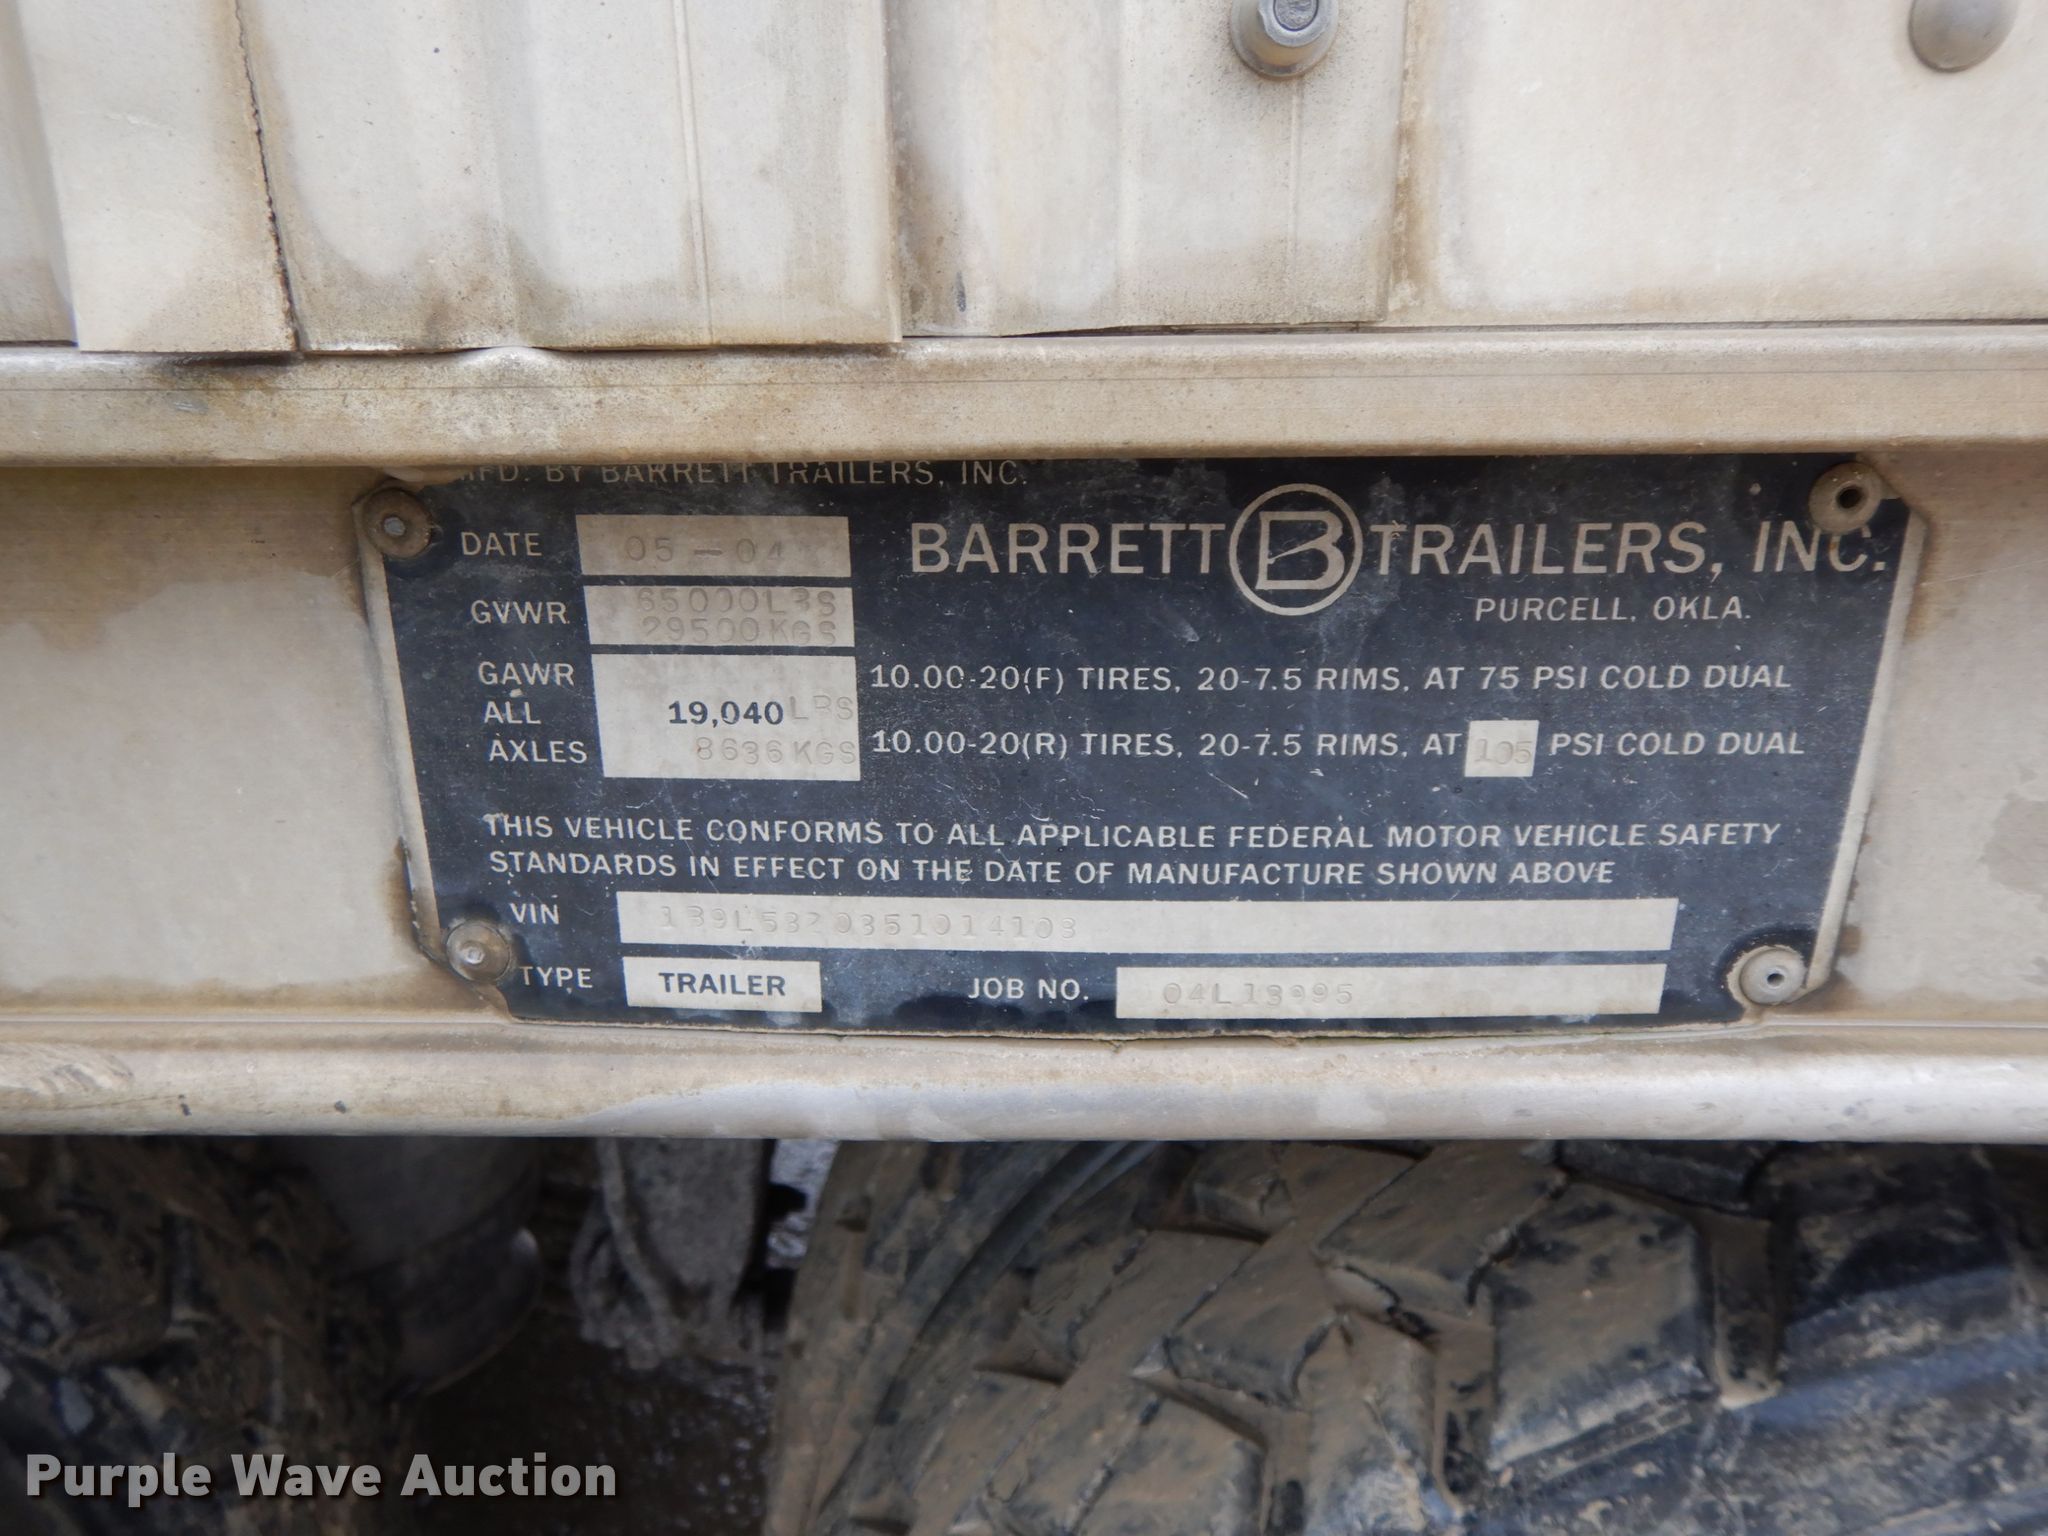 MFD. BY BARRETT TRAILERS, INC.
DATE 05-04
BARRETT B TRAILERS, INC.
PURCELL, OKLA.
GVWR 65000LBS
29500KGS
GAWR
ALL 19,040 LBS
AXLES 8636KGS
10.00-20(F) TIRES, 20-7.5 RIMS, AT 75 PSI COLD DUAL
10.00-20(R) TIRES, 20-7.5 RIMS, AT 105 PSI COLD DUAL
THIS VEHICLE CONFORMS TO ALL APPLICABLE FEDERAL MOTOR VEHICLE SAFETY
STANDARDS IN EFFECT ON THE DATE OF MANUFACTURE SHOWN ABOVE
VIN
TYPE TRAILER JOB NO. 04L13995
Purple Wave Auction